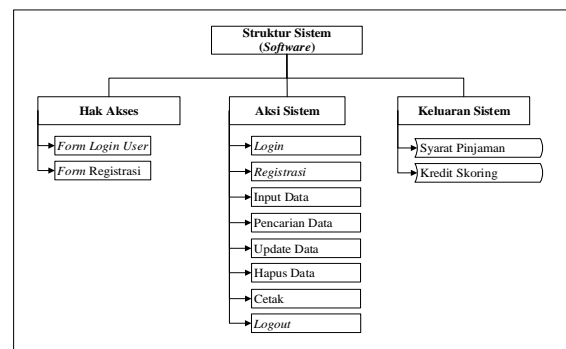 Struktur Sistem
(Software)
Hak Akses
Form Login User
Form Registrasi
Aksi Sistem
Login
Registrasi
Input Data
Pencarian Data
Update Data
Hapus Data
Cetak
Logout
Keluaran Sistem
Syarat Pinjaman
Kredit Skoring